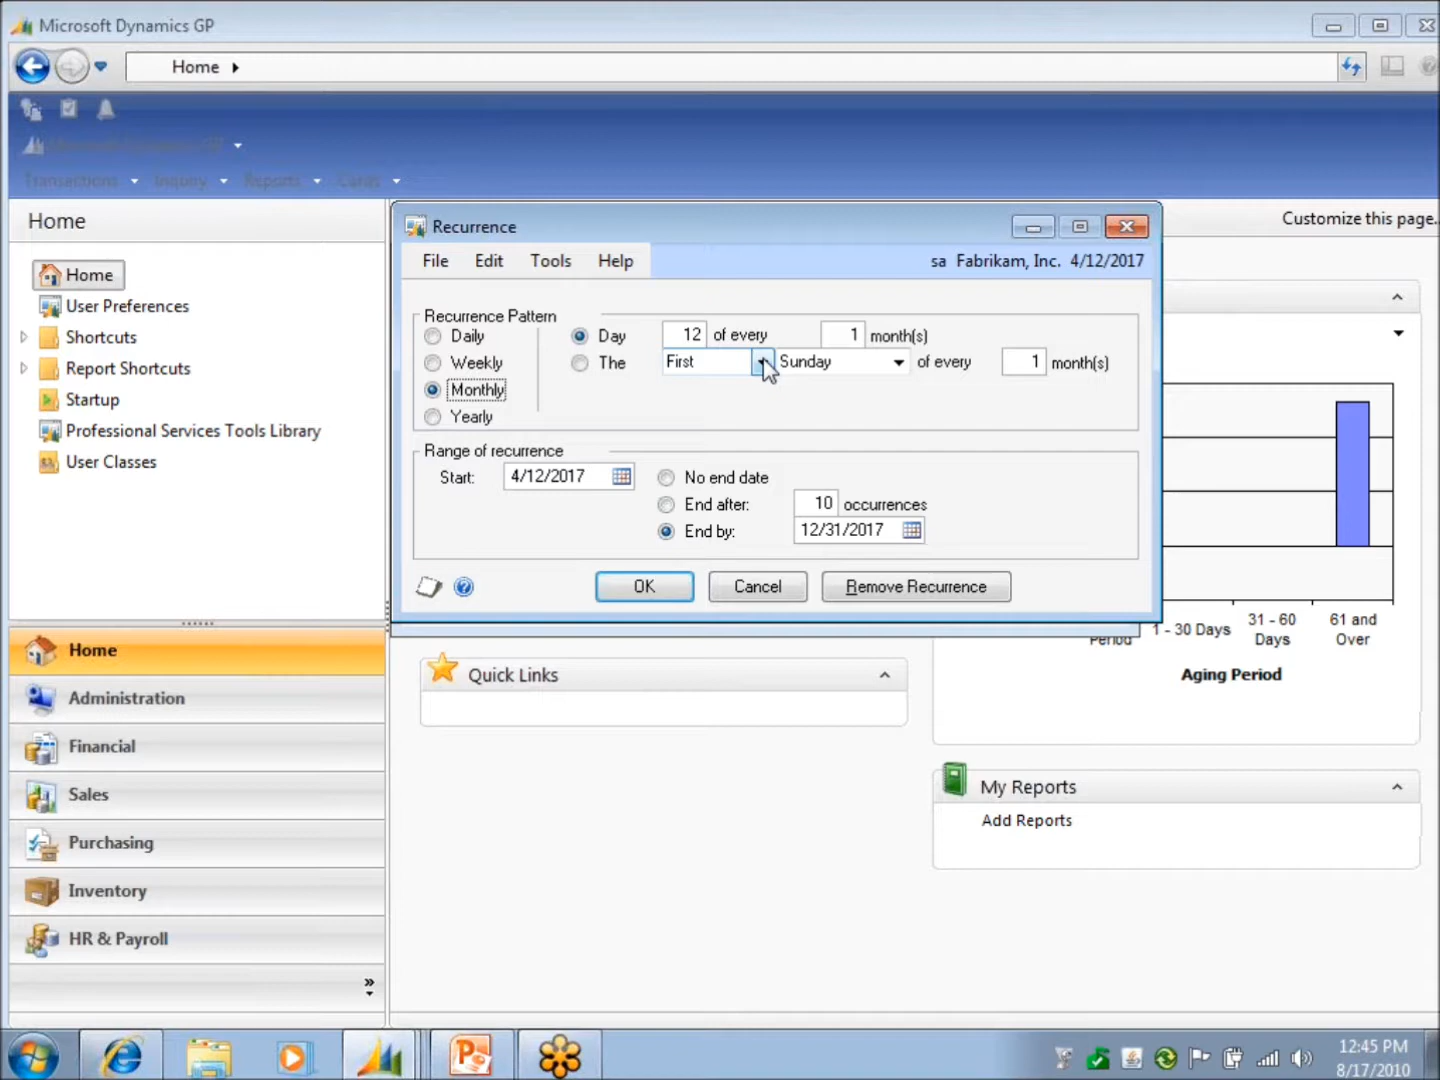 Microsoft Dynamics GP
Home
Transactions Inquiry Reports Cards
Home
Customize this page..
Home
User Preferences
Shortcuts
Report Shortcuts
Startup
Professional Services Tools Library
User Classes
Recurrence
File Edit Tools Help
sa Fabrikam, Inc. 4/12/2017
Recurrence Pattern
Daily
Weekly
Monthly
Yearly
Day 12 of every 1 month(s)
The First Sunday of every 1 month(s)
Range of recurrence
Start: 4/12/2017
No end date
End after: 10 occurrences
End by: 12/31/2017
OK Cancel Remove Recurrence
Period
1 - 30 Days
31 - 60
Days
61 and
Over
Aging Period
Quick Links
My Reports
Add Reports
Home
Administration
Financial
Sales
Purchasing
Inventory
HR & Payroll
12:45 PM
8/17/2010